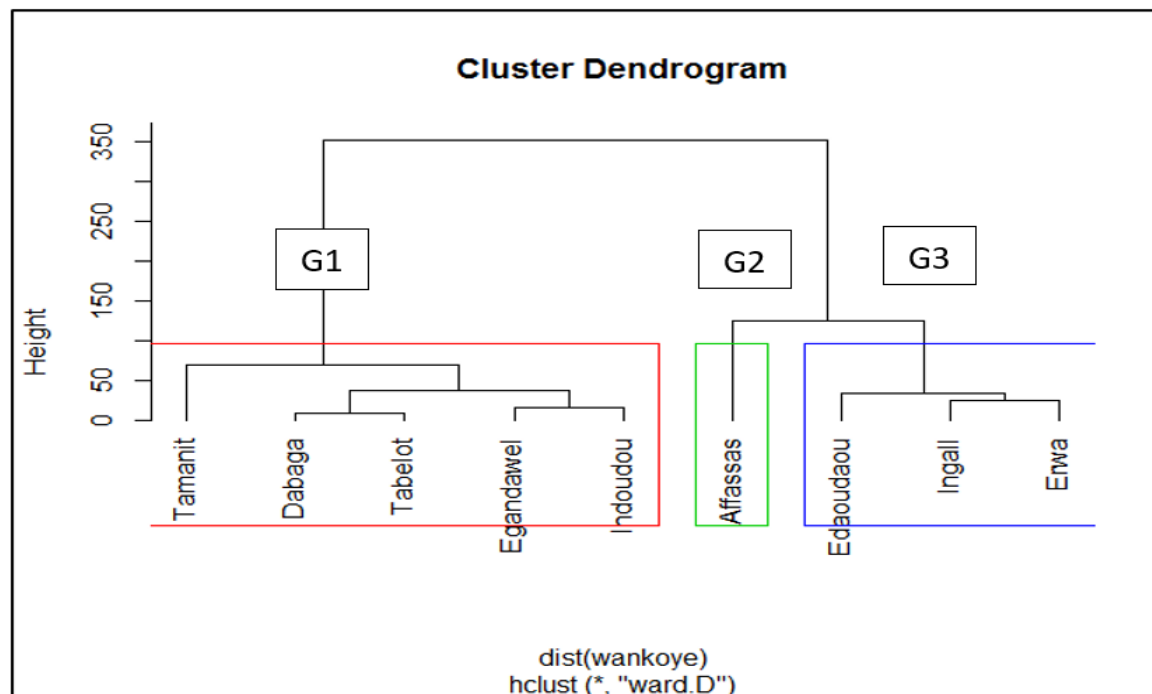 Cluster Dendrogram
Height
350
250
150
50
0
G1
G2
G3
Tamanit
Dabaga
Tabelot
Egandawel
Indoudou
Affassas
Edaoudaou
Ingall
Erwa
dist(wankoye)
hclust (*, "ward.D")